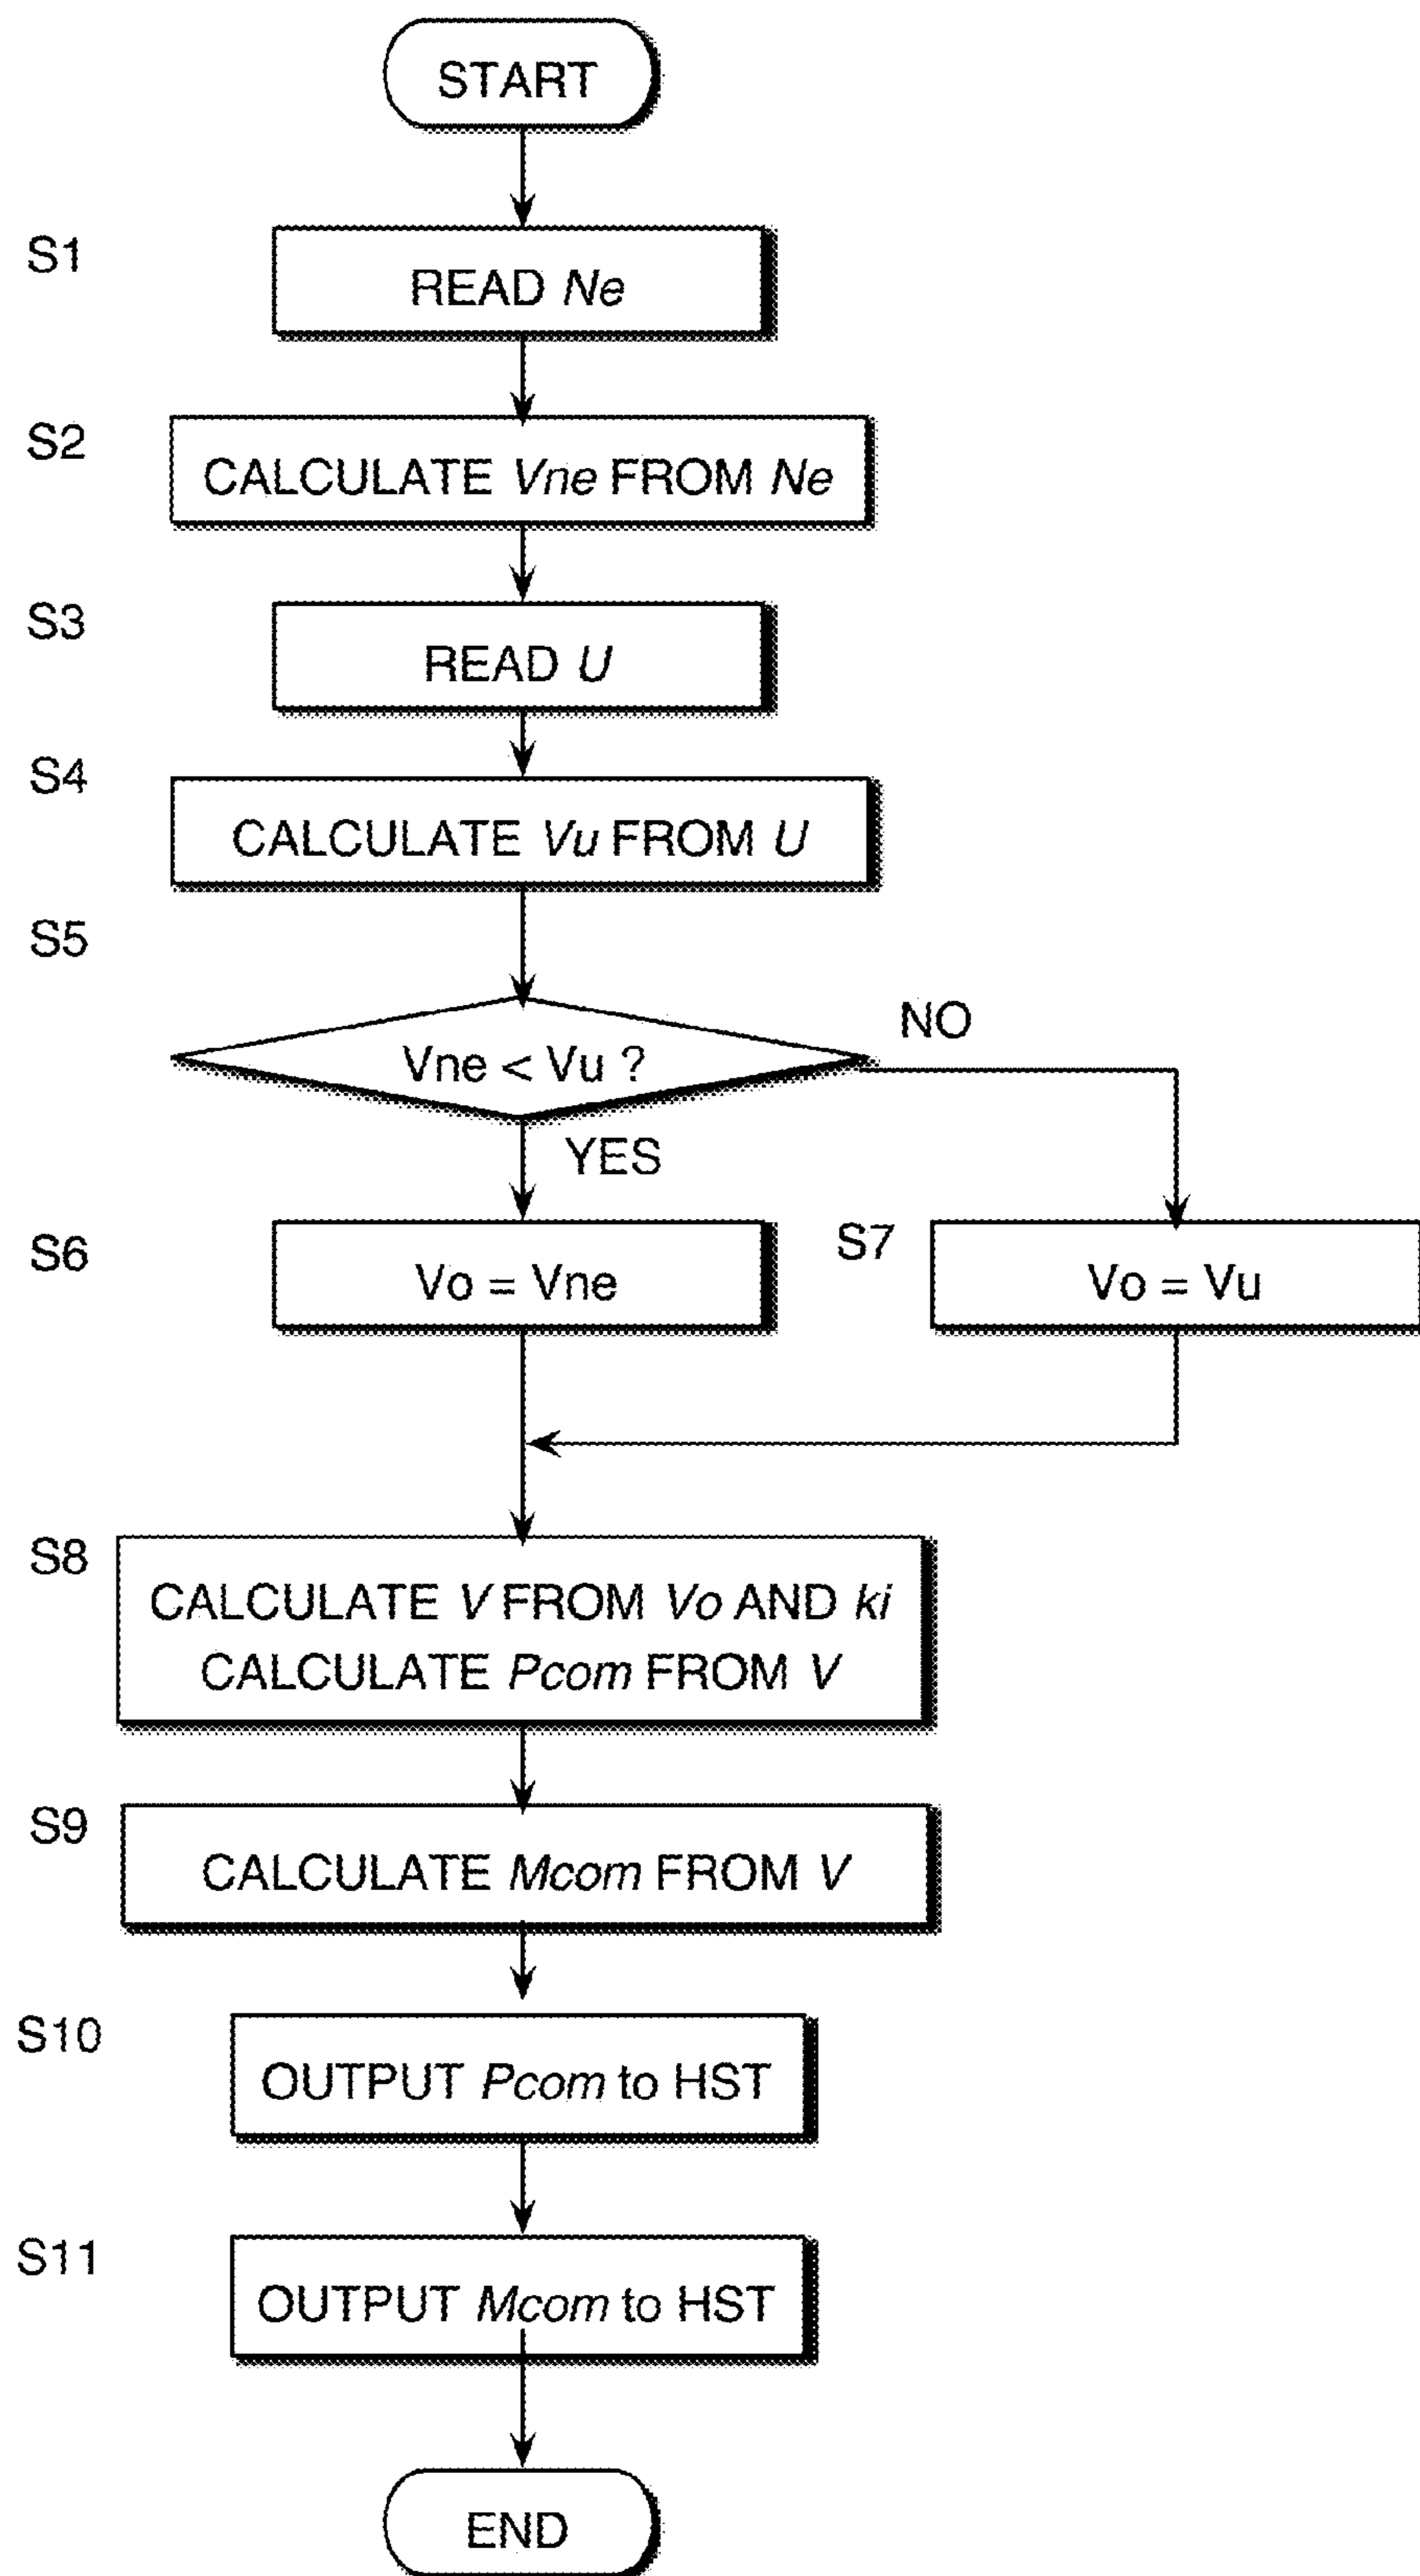 START
S1
READ Ne
S2
CALCULATE Vne FROM Ne
S3
READ U
S4
CALCULATE Vu FROM U
S5
Vne < Vu ?
NO
YES
S6
Vo = Vne
S7
Vo = Vu
S8
CALCULATE V FROM Vo AND ki
CALCULATE Pcom FROM V
S9
CALCULATE Mcom FROM V
S10
OUTPUT Pcom to HST
S11
OUTPUT Mcom to HST
END